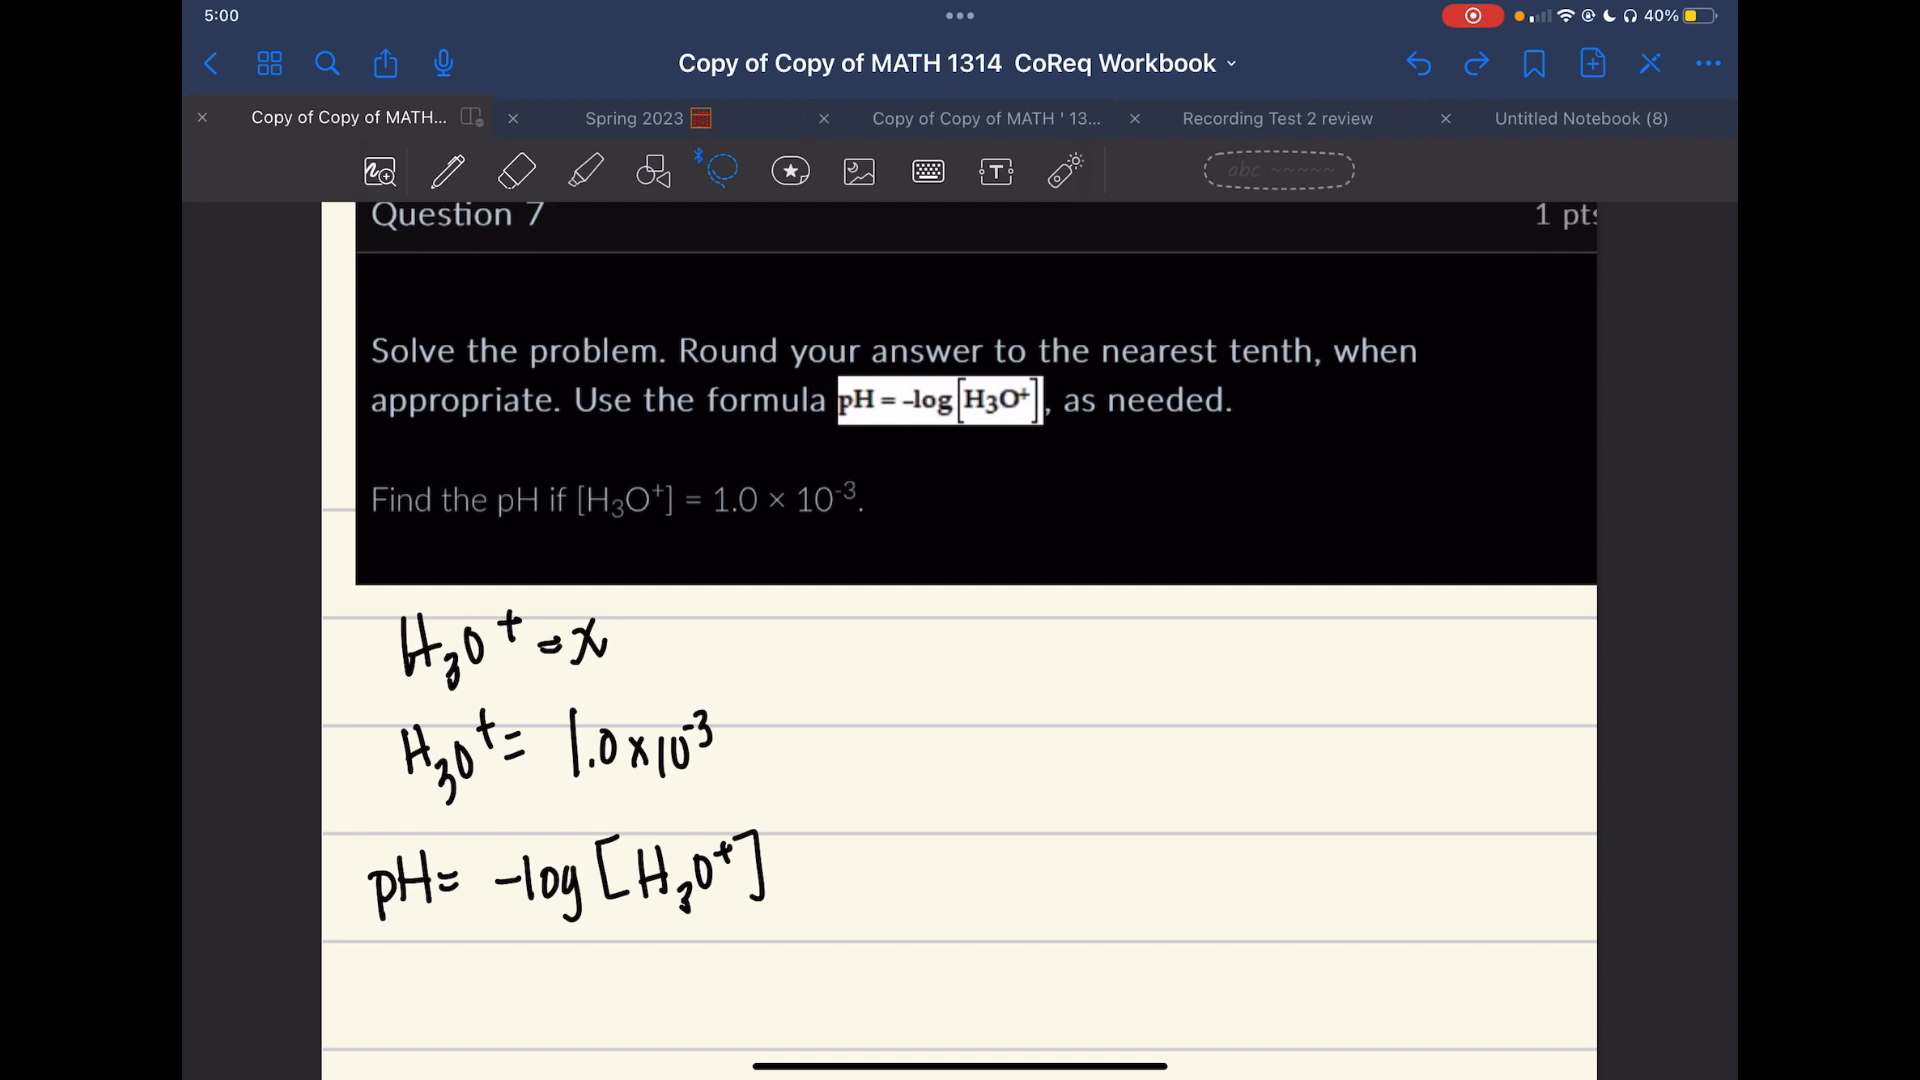 5:00
40%
Copy of Copy of MATH 1314 CoReq Workbook
Copy of Copy of MATH...
Spring 2023
Copy of Copy of MATH ' 13...
Recording Test 2 review
Untitled Notebook (8)
T
abc
Question 7
1 pts
Solve the problem. Round your answer to the nearest tenth, when
appropriate. Use the formula pH = -log[H3O⁺], as needed.
Find the pH if [H₃O⁺] = 1.0 × 10⁻³.
H₃O⁺ = x
H₃O⁺ = 1.0 x 10⁻³
pH = -log [H₃O⁺]